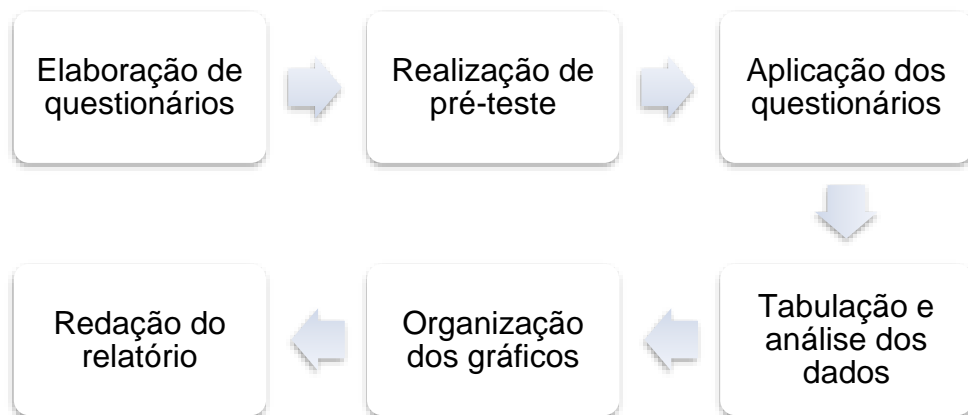 Elaboração de
questionários
Realização de
pré-teste
Aplicação dos
questionários
Tabulação e
análise dos
dados
Organização
dos gráficos
Redação do
relatório